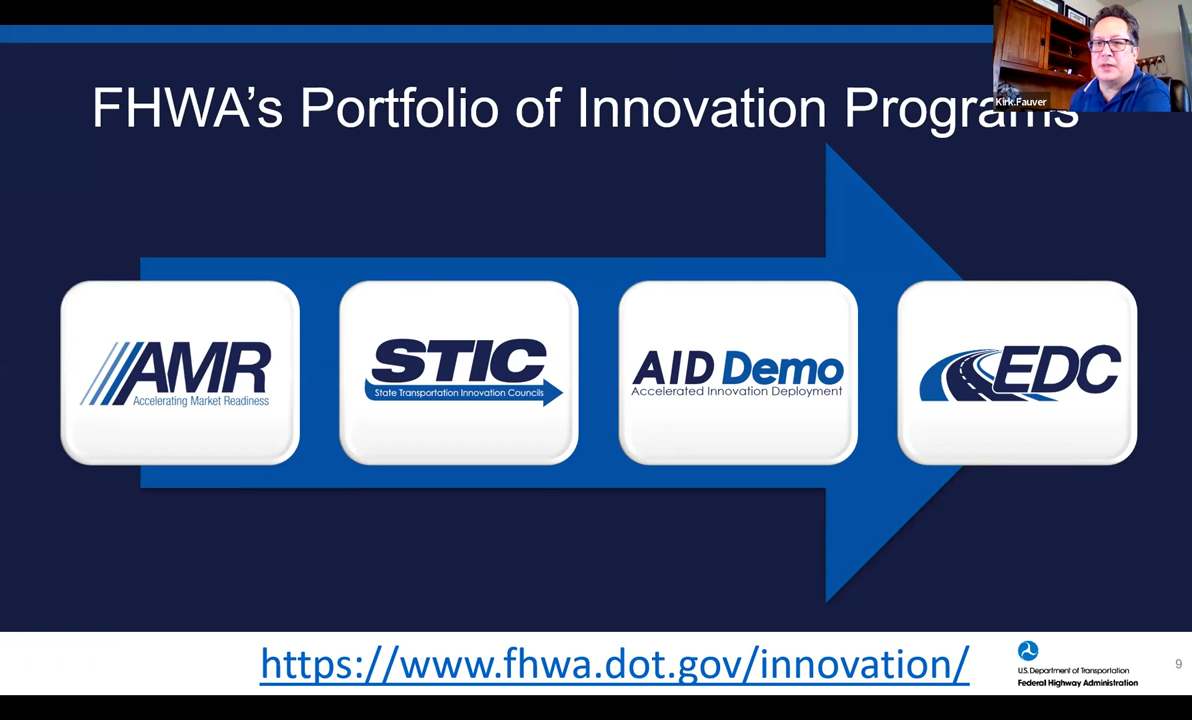 FHWA's Portfolio of Innovation Programs
Kirk.Fauver
AMR
Accelerating Market Readiness
STIC
State Transportation Innovation Councils
AID Demo
Accelerated Innovation Deployment
EDC
https://www.fhwa.dot.gov/innovation/
U.S. Department of Transportation
Federal Highway Administration
9